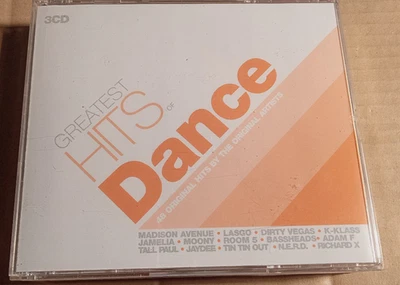 3CD
GREATEST
HITS
OF
Dance
46 ORIGINAL HITS BY THE ORIGINAL ARTISTS
MADISON AVENUE • LASGO • DIRTY VEGAS • K-KLASS
JAMELIA • MOONY • ROOM 5 • BASSHEADS • ADAM F
TALL PAUL • JAYDEE • TIN TIN OUT • N.E.R.D. • RICHARD X